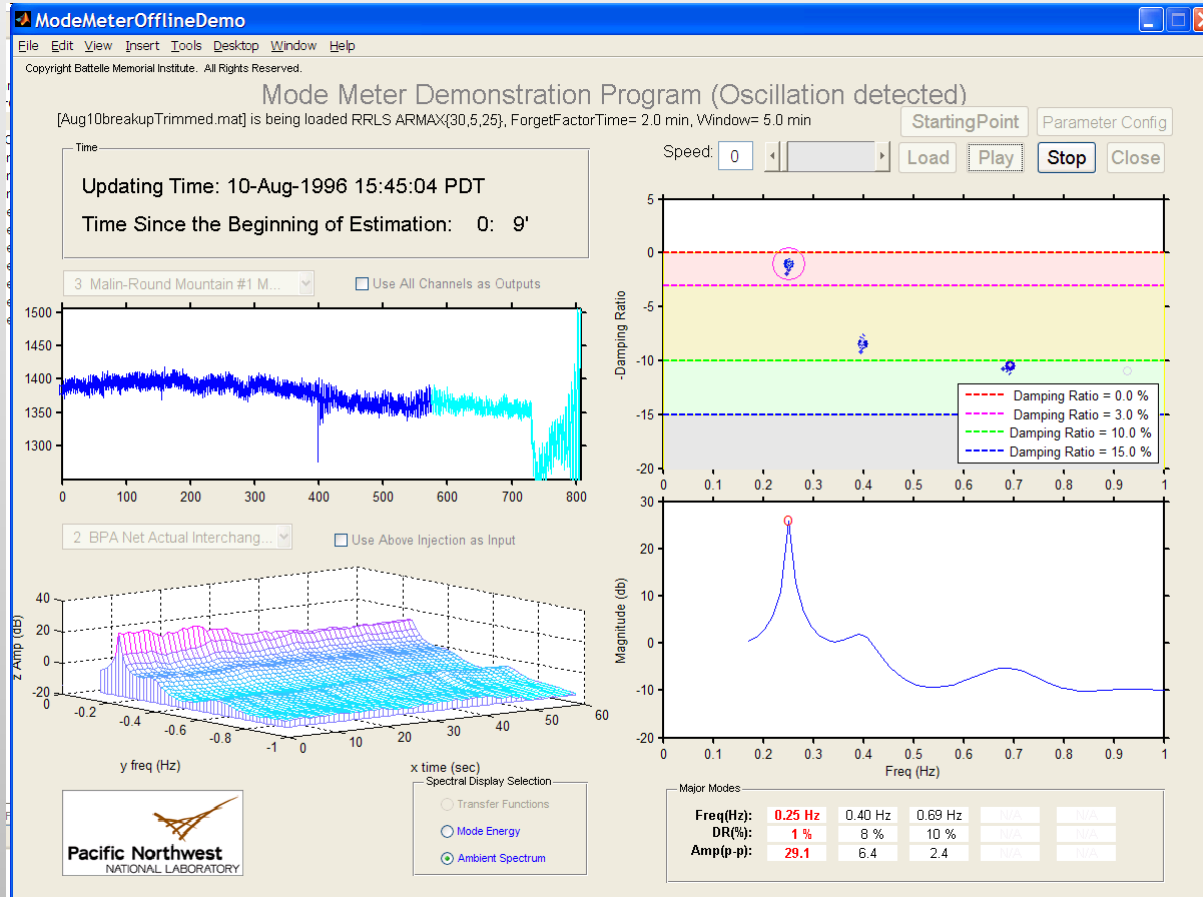 ModeMeterOfflineDemo
File Edit View Insert Tools Desktop Window Help
Copyright Battelle Memorial Institute. All Rights Reserved.
Mode Meter Demonstration Program (Oscillation detected)
[Aug10breakupTrimmed.mat] is being loaded RRLS ARMAX{30,5,25}, ForgetFactorTime= 2.0 min, VVindow= 5.0 min
StartingPoint Parameter Config
Speed: 0 Load Play Stop Close
Time
Updating Time: 10-Aug-1996 15:45:04 PDT
Time Since the Beginning of Estimation: 0: 9'
3 Malin-Round Mountain #1 M... Use All Channels as Outputs
1500
1450
1400
1350
1300
0 100 200 300 400 500 600 700 800
2 BPA Net Actual Interchang... Use Above Injection as Input
z Amp (dB)
40
20
0
-20
0 -0.2 -0.4 -0.6 -0.8 -1
y freq (Hz)
0 10 20 30 40 50 60
x time (sec)
Pacific Northwest
NATIONAL LABORATORY
Spectral Display Selection
Transfer Functions
Mode Energy
Ambient Spectrum
-Damping Ratio
5
0
-5
-10
-15
-20
Damping Ratio = 0.0 %
Damping Ratio = 3.0 %
Damping Ratio = 10.0 %
Damping Ratio = 15.0 %
0 0.1 0.2 0.3 0.4 0.5 0.6 0.7 0.8 0.9 1
Magnitude (db)
30
20
10
0
-10
-20
0 0.1 0.2 0.3 0.4 0.5 0.6 0.7 0.8 0.9 1
Freq (Hz)
Major Modes
Freq(Hz): 0.25 Hz 0.40 Hz 0.69 Hz N/A N/A
DR(%): 1 % 8 % 10 % N/A N/A
Amp(p-p): 29.1 6.4 2.4 N/A N/A